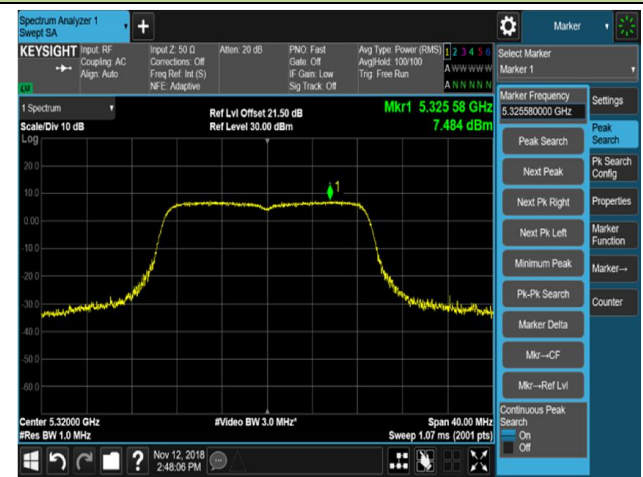 Spectrum Analyzer 1
Swept SA
Marker
KEYSIGHT
Input: RF
Coupling: AC
Align: Auto
Input Z: 50 Ω
Corrections: Off
Freq Ref: Int (S)
NFE: Adaptive
Atten: 20 dB
PNO: Fast
Gate: Off
IF Gain: Low
Sig Track: Off
Avg Type: Power (RMS)
Avg|Hold: 100/100
Trig: Free Run
1 2 3 4 5 6
A W W W W W
A N N N N N
Select Marker
Marker 1
LXI
1 Spectrum
Scale/Div 10 dB
Log
Ref Lvl Offset 21.50 dB
Ref Level 30.00 dBm
Mkr1 5.325 58 GHz
7.484 dBm
20.0
10.0
0.00
-10.0
-20.0
-30.0
-40.0
-50.0
-60.0
1
Center 5.32000 GHz
#Res BW 1.0 MHz
#Video BW 3.0 MHz*
Span 40.00 MHz
Sweep 1.07 ms (2001 pts)
Marker Frequency
5.325580000 GHz
Peak Search
Next Peak
Next Pk Right
Next Pk Left
Minimum Peak
Pk-Pk Search
Marker Delta
Mkr→CF
Mkr→Ref Lvl
Continuous Peak
Search
On
Off
Settings
Peak
Search
Pk Search
Config
Properties
Marker
Function
Marker→
Counter
Nov 12, 2018
2:48:06 PM